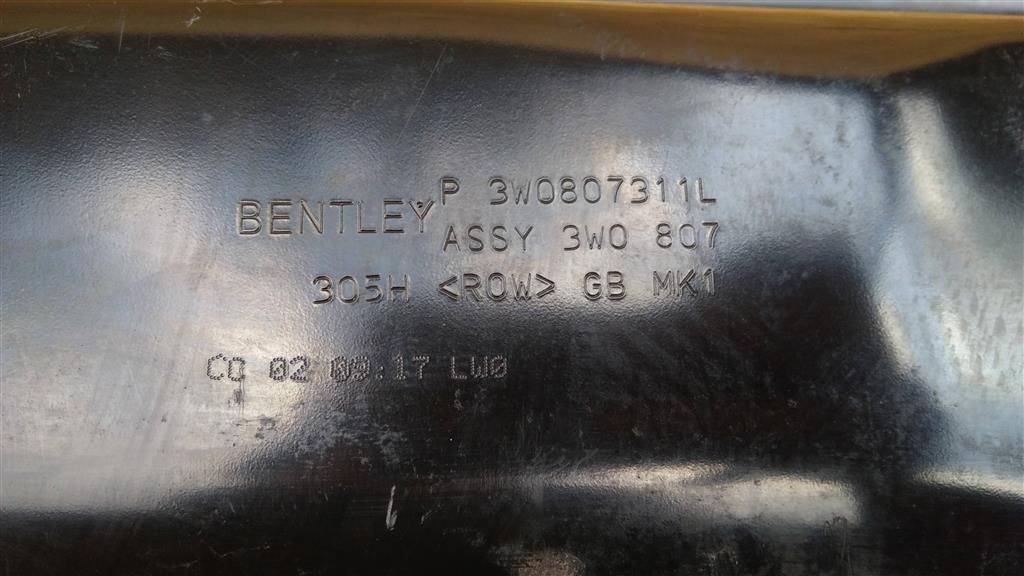 BENTLEY P 3W0807311L
ASSY 3W0 807
305H <ROW> GB MK1
CQ 02 09:17 LW0